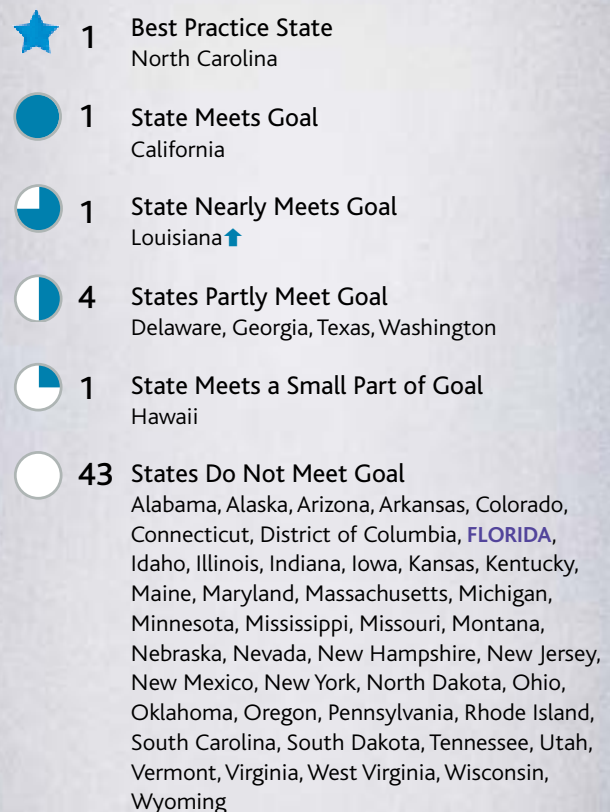 1 Best Practice State
North Carolina
1 State Meets Goal
California
1 State Nearly Meets Goal
Louisiana
4 States Partly Meet Goal
Delaware, Georgia, Texas, Washington
1 State Meets a Small Part of Goal
Hawaii
43 States Do Not Meet Goal
Alabama, Alaska, Arizona, Arkansas, Colorado,
Connecticut, District of Columbia, FLORIDA,
Idaho, Illinois, Indiana, Iowa, Kansas, Kentucky,
Maine, Maryland, Massachusetts, Michigan,
Minnesota, Mississippi, Missouri, Montana,
Nebraska, Nevada, New Hampshire, New Jersey,
New Mexico, New York, North Dakota, Ohio,
Oklahoma, Oregon, Pennsylvania, Rhode Island,
South Carolina, South Dakota, Tennessee, Utah,
Vermont, Virginia, West Virginia, Wisconsin,
Wyoming